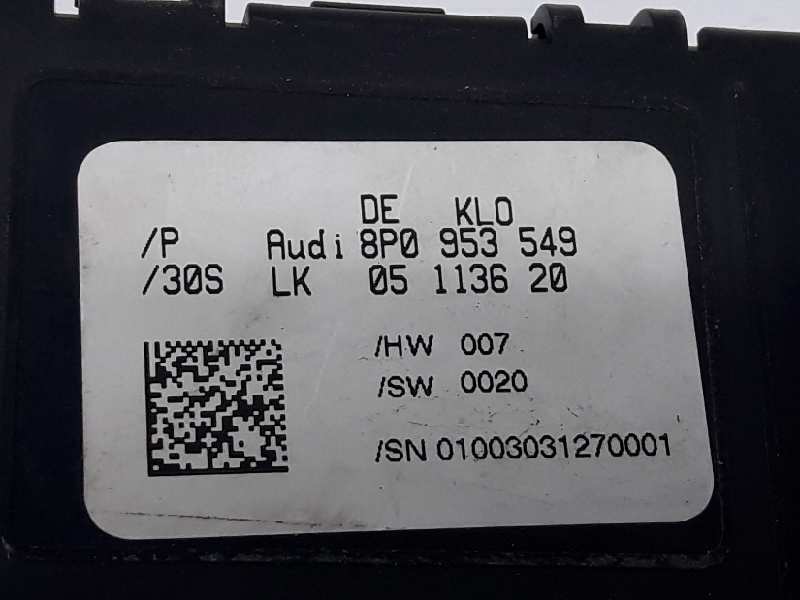 DE KLO
/P Audi 8P0 953 549
/30S LK 05 1136 20
/HW 007
/SW 0020
/SN 01003031270001